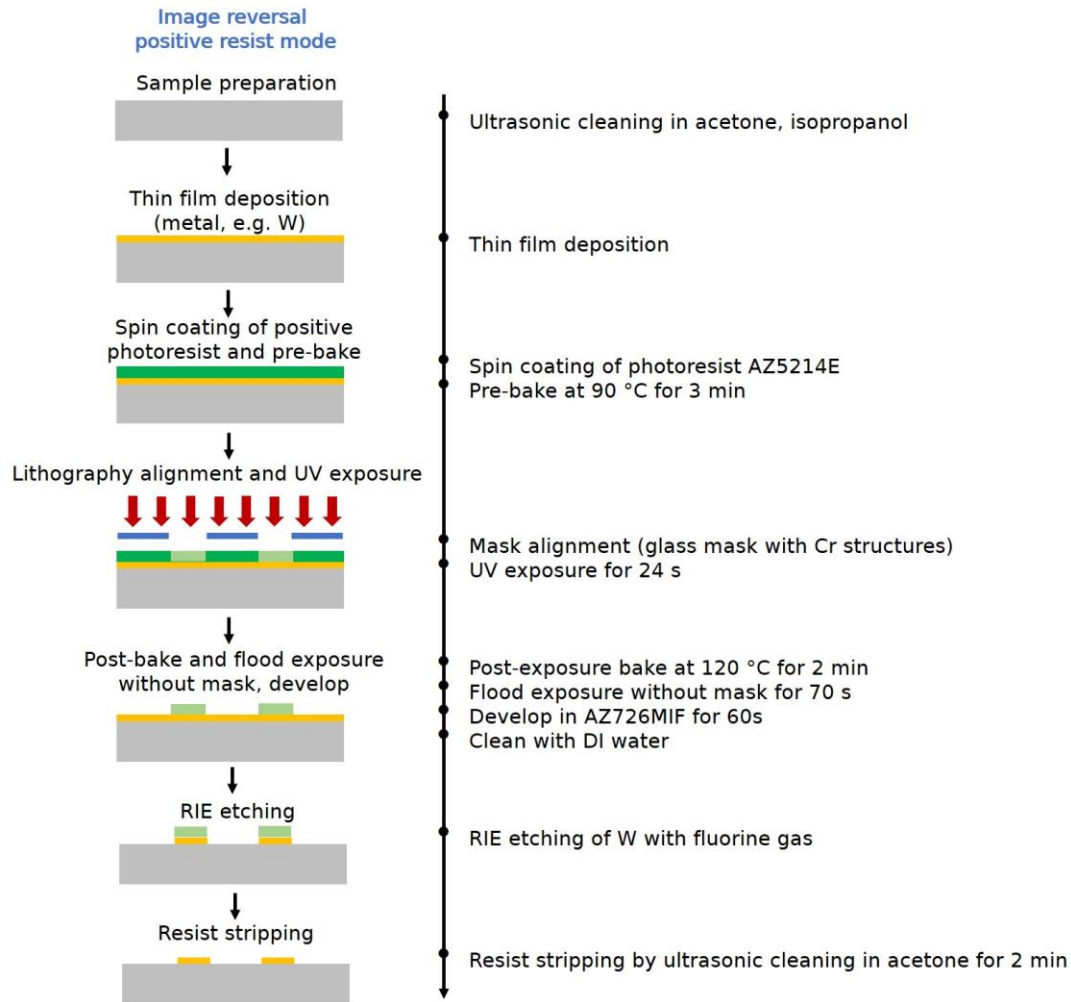 Image reversal
positive resist mode
Sample preparation
Ultrasonic cleaning in acetone, isopropanol
Thin film deposition
(metal, e.g. W)
Thin film deposition
Spin coating of positive
photoresist and pre-bake
Spin coating of photoresist AZ5214E
Pre-bake at 90 °C for 3 min
Lithography alignment and UV exposure
Mask alignment (glass mask with Cr structures)
UV exposure for 24 s
Post-bake and flood exposure
without mask, develop
Post-exposure bake at 120 °C for 2 min
Flood exposure without mask for 70 s
Develop in AZ726MIF for 60s
Clean with DI water
RIE etching
RIE etching of W with fluorine gas
Resist stripping
Resist stripping by ultrasonic cleaning in acetone for 2 min